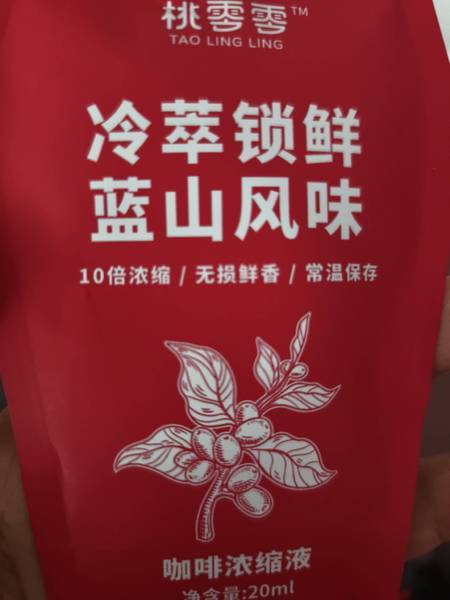 桃零零™
TAO LING LING
冷萃锁鲜
蓝山风味
10倍浓缩 / 无损鲜香 / 常温保存
咖啡浓缩液
净含量:20ml